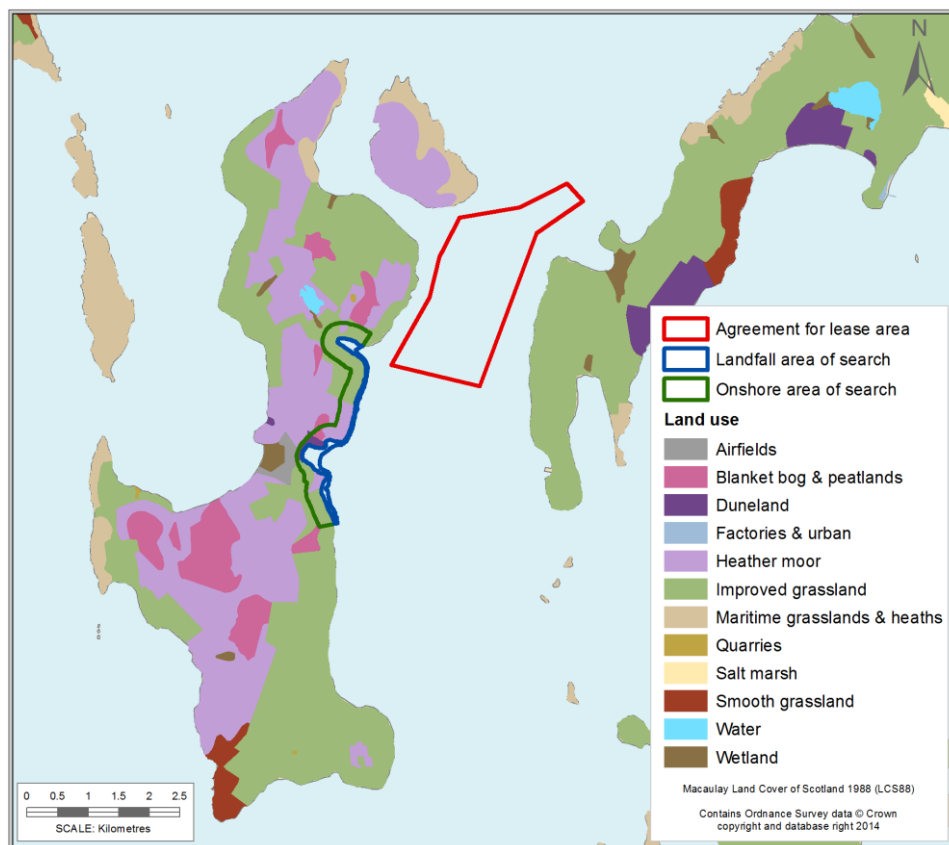 N
Agreement for lease area
Landfall area of search
Onshore area of search
Land use
Airfields
Blanket bog & peatlands
Duneland
Factories & urban
Heather moor
Improved grassland
Maritime grasslands & heaths
Quarries
Salt marsh
Smooth grassland
Water
Wetland
Macaulay Land Cover of Scotland 1988 (LCS88)
Contains Ordnance Survey data © Crown
copyright and database right 2014
0 0.5 1 1.5 2 2.5
SCALE: Kilometres